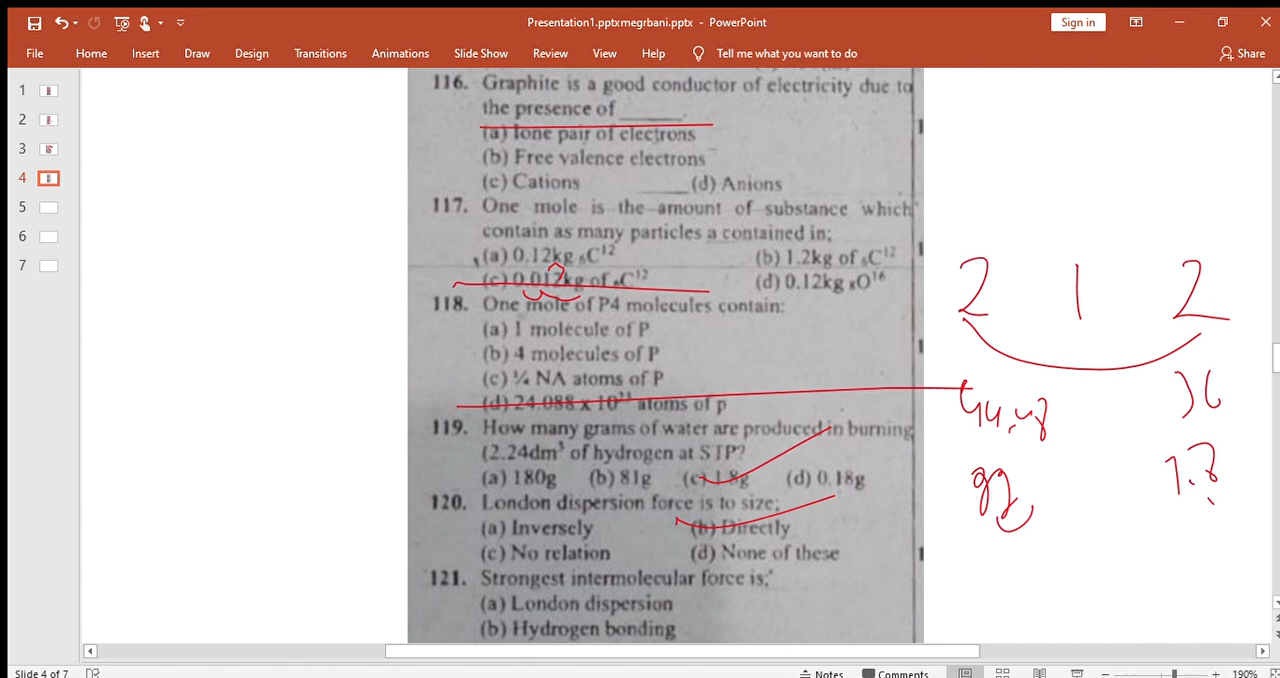 Presentation1.pptxmegrbani.pptx - PowerPoint
Sign in
File Home Insert Draw Design Transitions Animations Slide Show Review View Help Tell me what you want to do Share
1
2
3
4
5
6
7
116. Graphite is a good conductor of electricity due to
the presence of ______.
(a) lone pair of electrons
(b) Free valence electrons
(c) Cations (d) Anions
117. One mole is the amount of substance which
contain as many particles a contained in;
(a) 0.12kg ₆C¹² (b) 1.2kg of ₆C¹²
(c) 0.012kg of ₆C¹² (d) 0.12kg ₈O¹⁶
118. One mole of P4 molecules contain:
(a) 1 molecule of P
(b) 4 molecules of P
(c) ¼ NA atoms of P
(d) 24.088 x 10²³ atoms of p
119. How many grams of water are produced in burning
(2.24dm³ of hydrogen at STP?
(a) 180g (b) 81g (c) 1.8g (d) 0.18g
120. London dispersion force is to size;
(a) Inversely (b) Directly
(c) No relation (d) None of these
121. Strongest intermolecular force is;
(a) London dispersion
(b) Hydrogen bonding
2 1 2
36
Slide 4 of 7 Notes Comments 190%